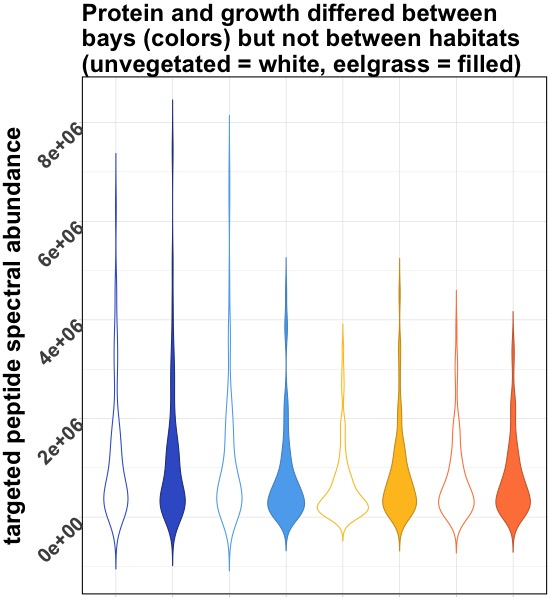 Protein and growth differed between
bays (colors) but not between habitats
(unvegetated = white, eelgrass = filled)
targeted peptide spectral abundance
8e+06
6e+06
4e+06
2e+06
0e+00